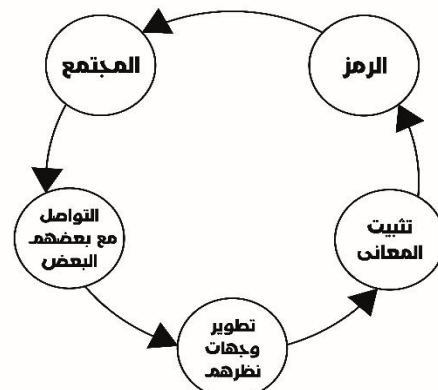 الرمز
المجتمع
التواصل
مع بعضهم
البعض
تطوير
وجهات
نظرهم
تثبيت
المعانى